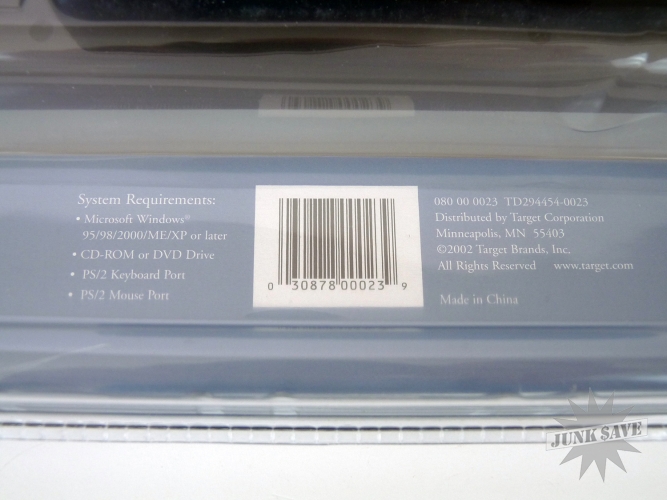 System Requirements:
• Microsoft Windows®
95/98/2000/ME/XP or later
• CD-ROM or DVD Drive
• PS/2 Keyboard Port
• PS/2 Mouse Port
0 30878 00023 9
080 00 0023 TD294454-0023
Distributed by Target Corporation
Minneapolis, MN 55403
©2002 Target Brands, Inc.
All Rights Reserved www.target.com
Made in China
JUNK SAVE